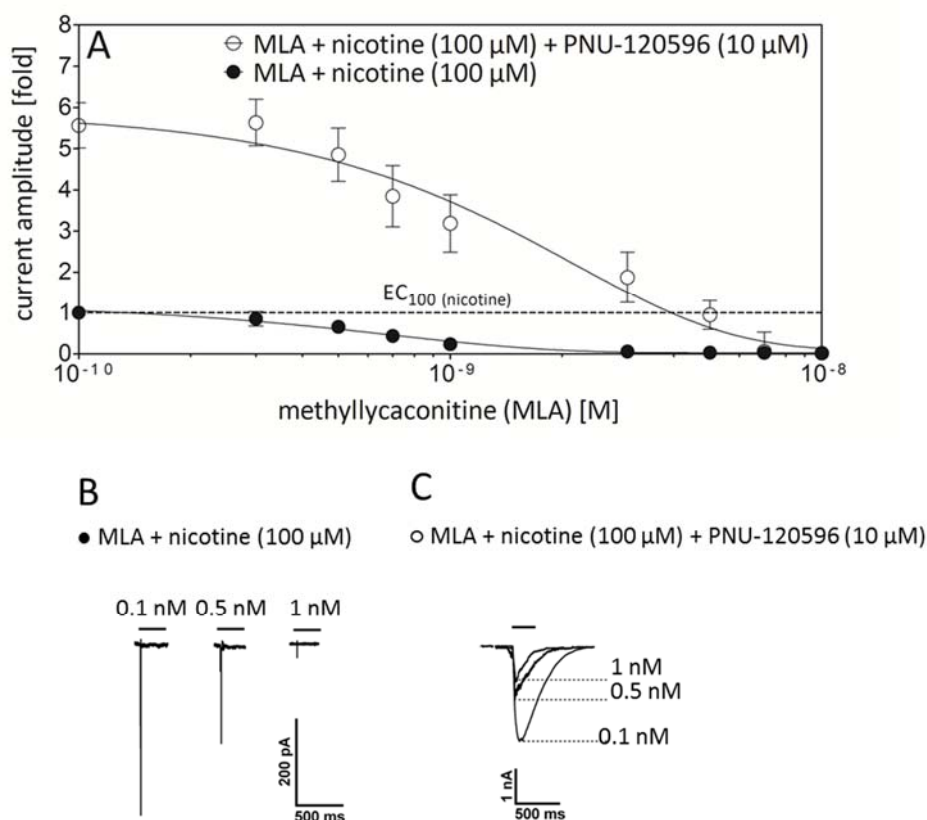 A
MLA + nicotine (100 µM) + PNU-120596 (10 µM)
MLA + nicotine (100 µM)
current amplitude [fold]
8
7
6
5
4
3
2
1
0
EC100 (nicotine)
10-10
10-9
10-8
methyllycaconitine (MLA) [M]
B
MLA + nicotine (100 µM)
0.1 nM
0.5 nM
1 nM
200 pA
500 ms
C
MLA + nicotine (100 µM) + PNU-120596 (10 µM)
1 nM
0.5 nM
0.1 nM
1 nA
500 ms